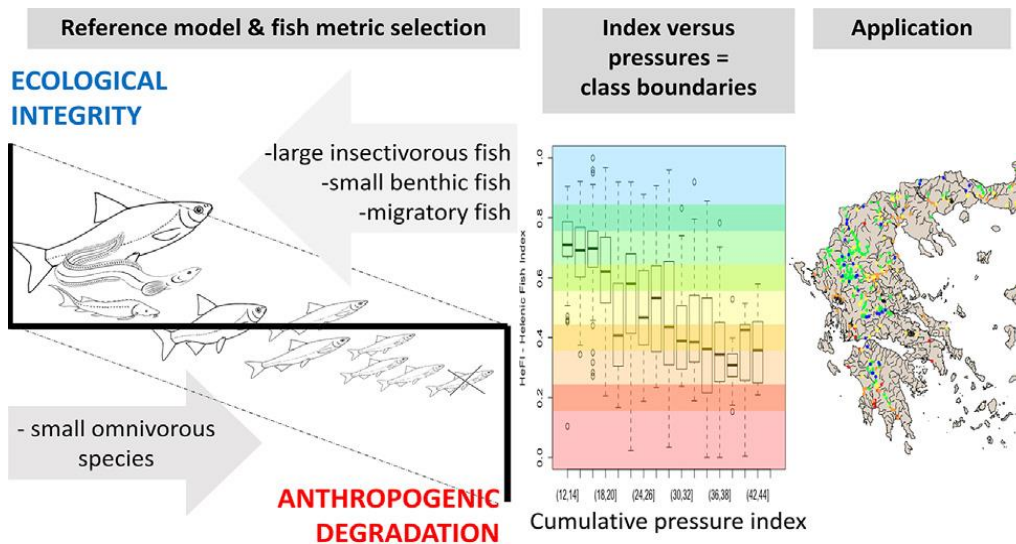 Reference model & fish metric selection
Index versus
pressures =
class boundaries
Application
ECOLOGICAL
INTEGRITY
-large insectivorous fish
-small benthic fish
-migratory fish
- small omnivorous
species
ANTHROPOGENIC
DEGRADATION
HeFI - Hellenic Fish Index
1.0
0.8
0.6
0.4
0.2
0.0
(12,14]
(18,20]
(24,26]
(30,32]
(36,38]
(42,44]
Cumulative pressure index